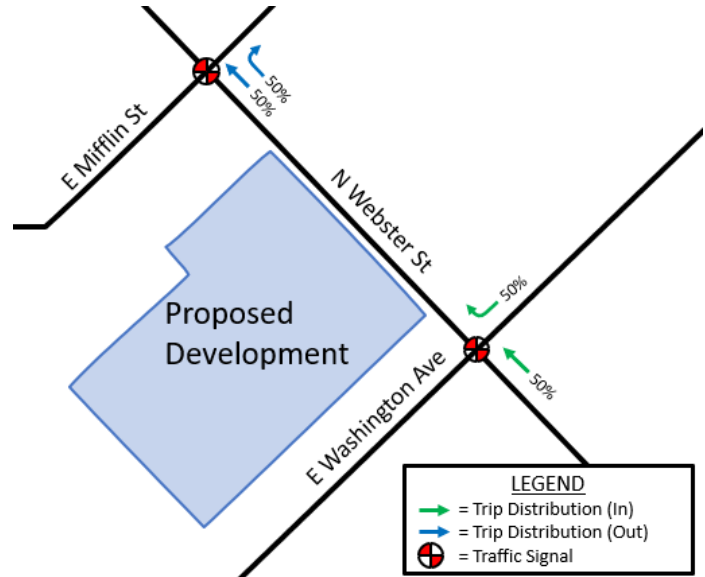 50%
50%
E Mifflin St
N Webster St
50%
Proposed
Development
50%
E Washington Ave
LEGEND
= Trip Distribution (In)
= Trip Distribution (Out)
= Traffic Signal